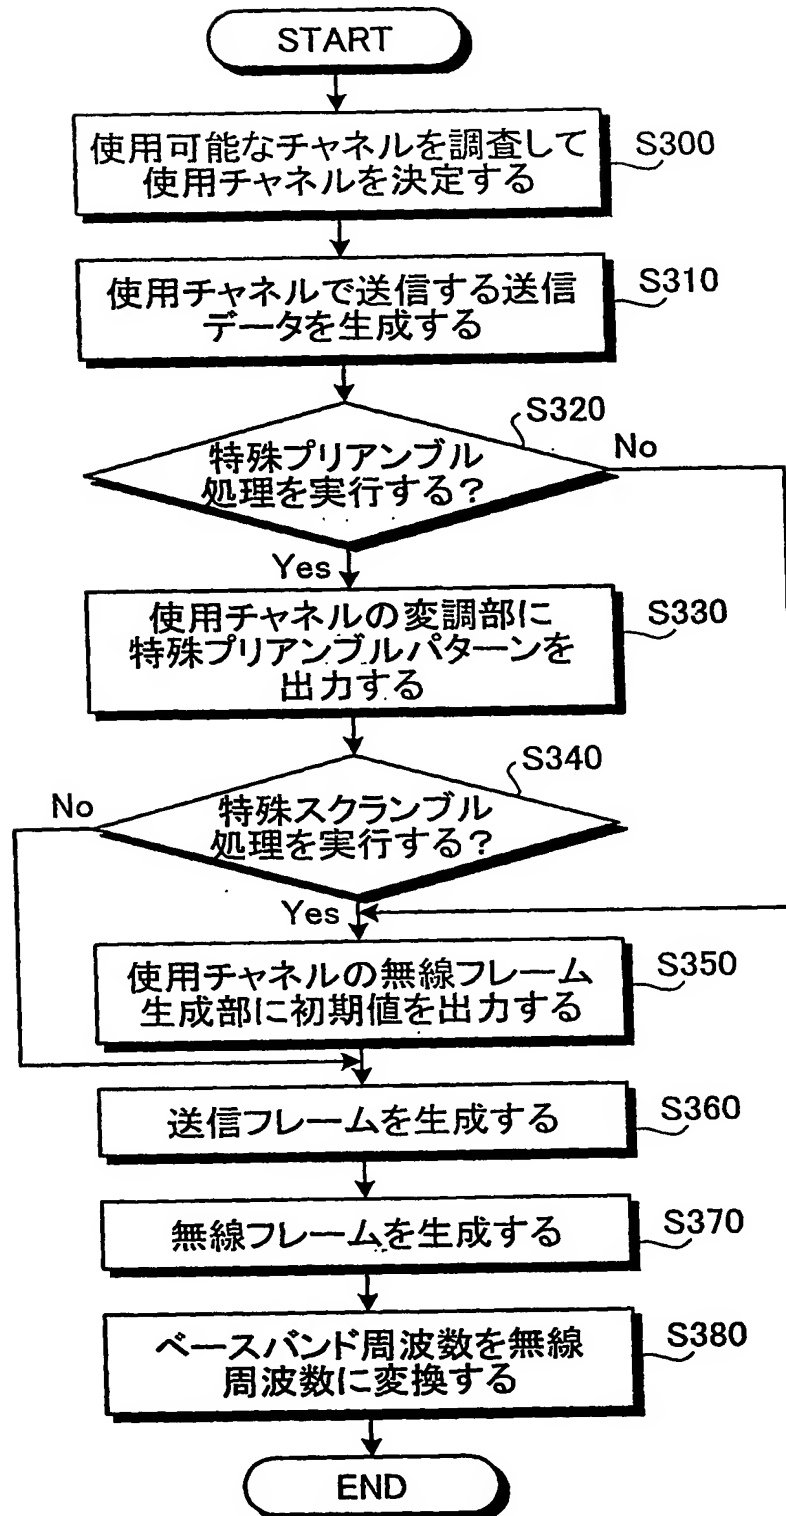 START
使用可能なチャネルを調査して
使用チャネルを決定する
S300
使用チャネルで送信する送信
データを生成する
S310
S320
特殊プリアンブル
処理を実行する?
No
Yes
使用チャネルの変調部に
特殊プリアンブルパターンを
出力する
S330
S340
No
特殊スクランブル
処理を実行する?
Yes
使用チャネルの無線フレーム
生成部に初期値を出力する
S350
送信フレームを生成する
S360
無線フレームを生成する
S370
ベースバンド周波数を無線
周波数に変換する
S380
END